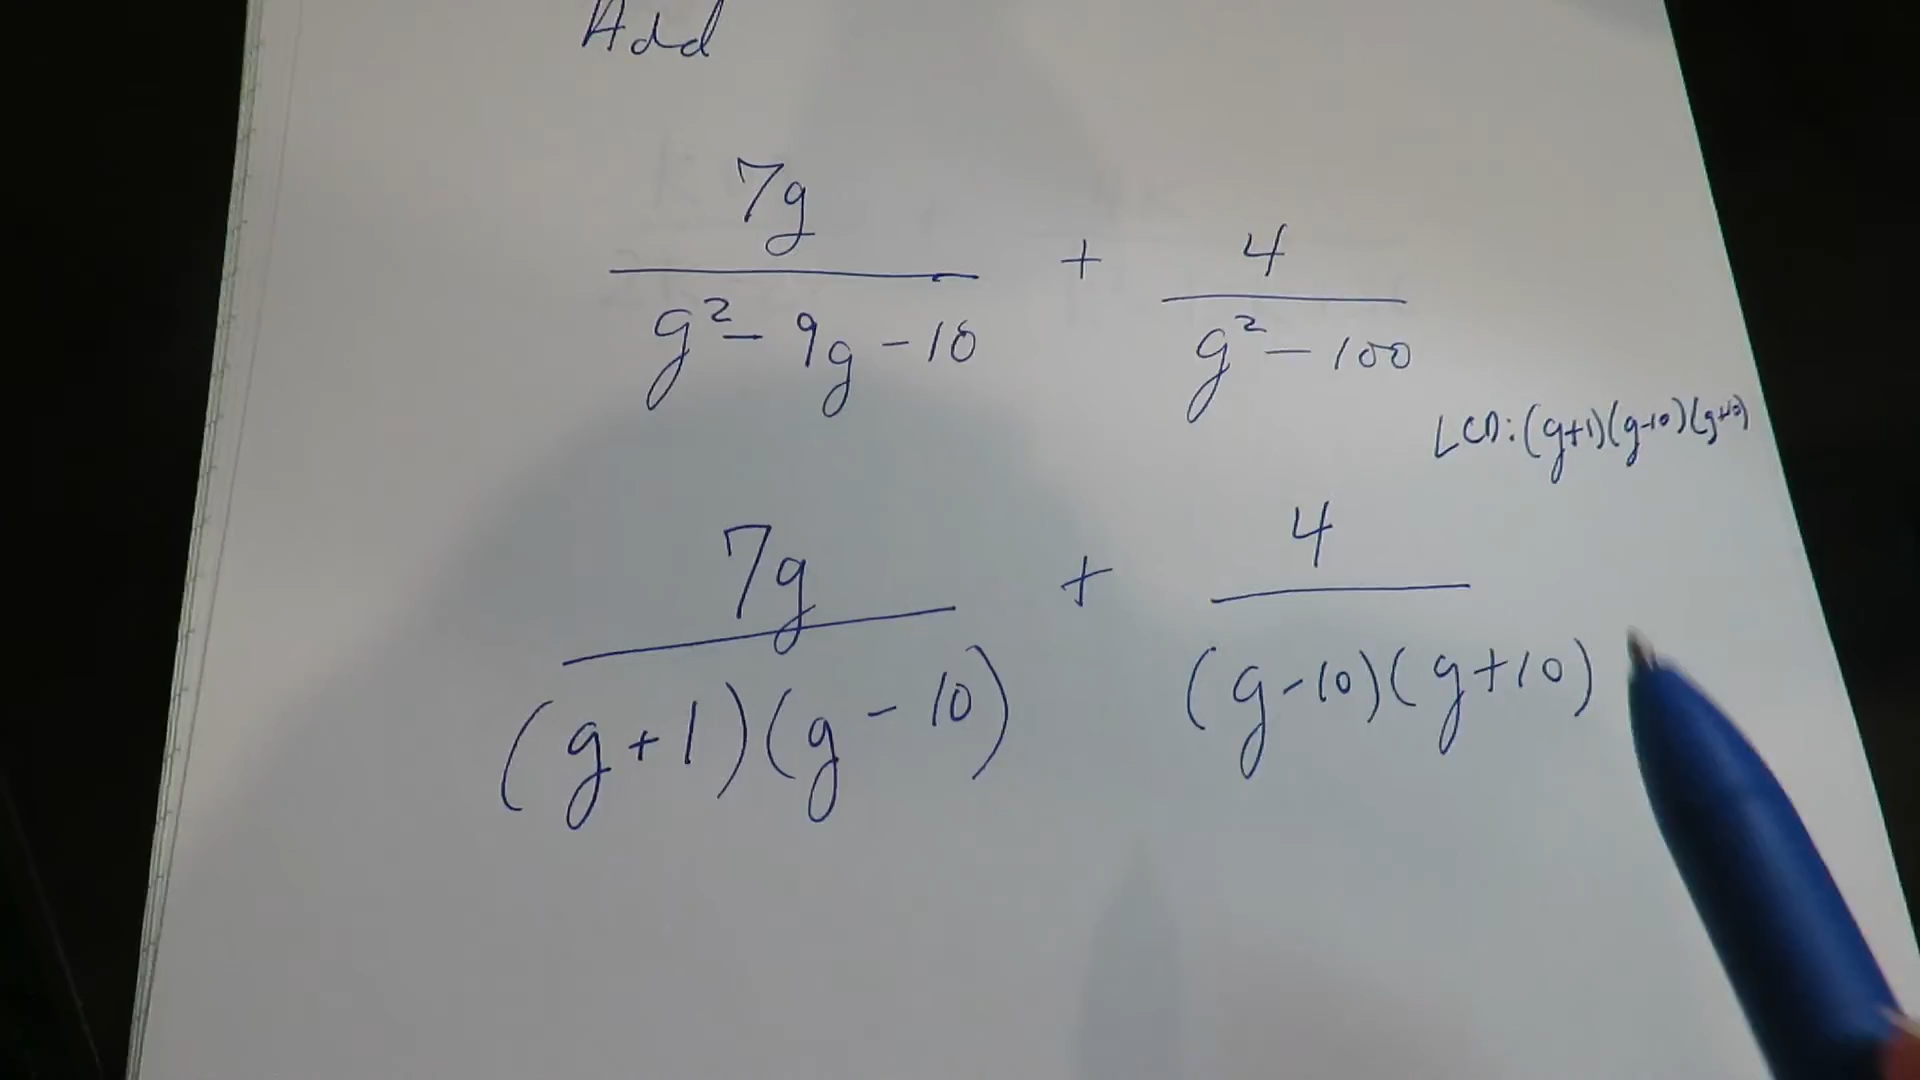 Add
7g
g² - 9g - 10
+
4
g² - 100
LCD: (g+1)(g-10)(g+10)
7g
(g+1)(g-10)
+
4
(g-10)(g+10)